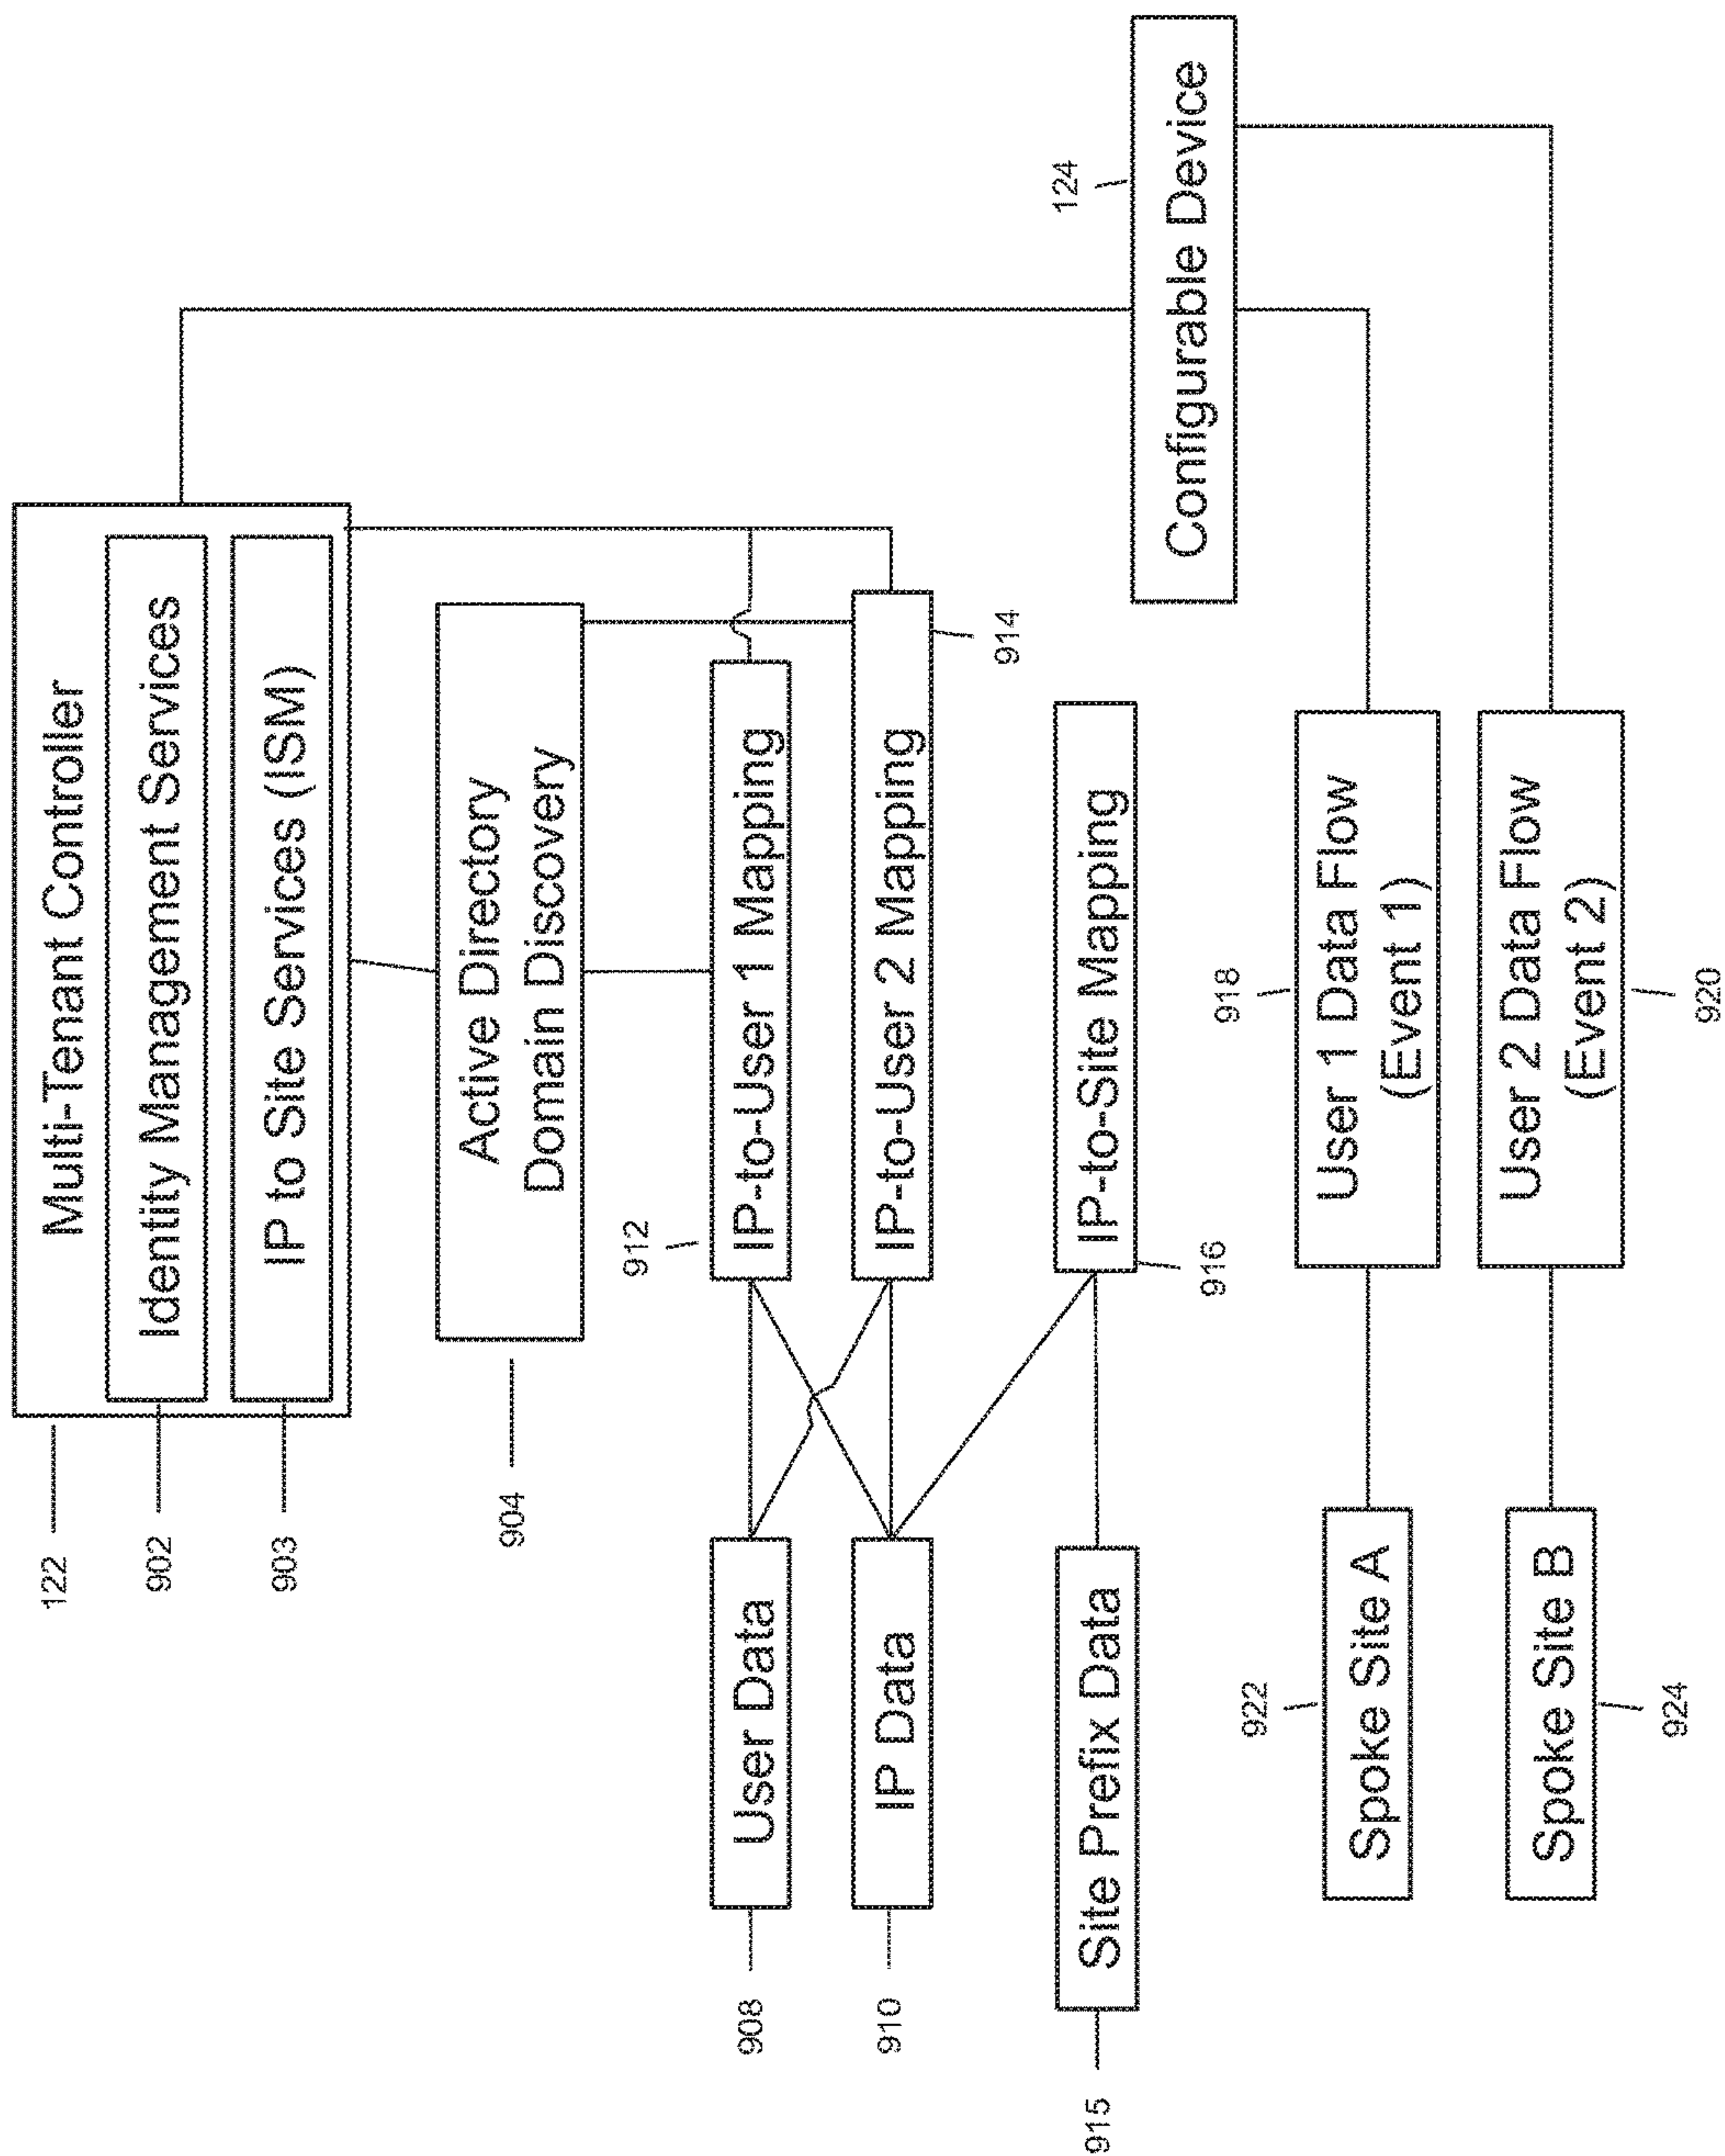 122
Multi-Tenant Controller
902
Identity Management Services
903
IP to Site Services (ISM)
904
Active Directory
Domain Discovery
908
User Data
912
IP-to-User 1 Mapping
910
IP Data
IP-to-User 2 Mapping
914
915
Site Prefix Data
IP-to-Site Mapping
916
124
Configurable Device
922
Spoke Site A
918
User 1 Data Flow
(Event 1)
Spoke Site B
924
User 2 Data Flow
(Event 2)
920